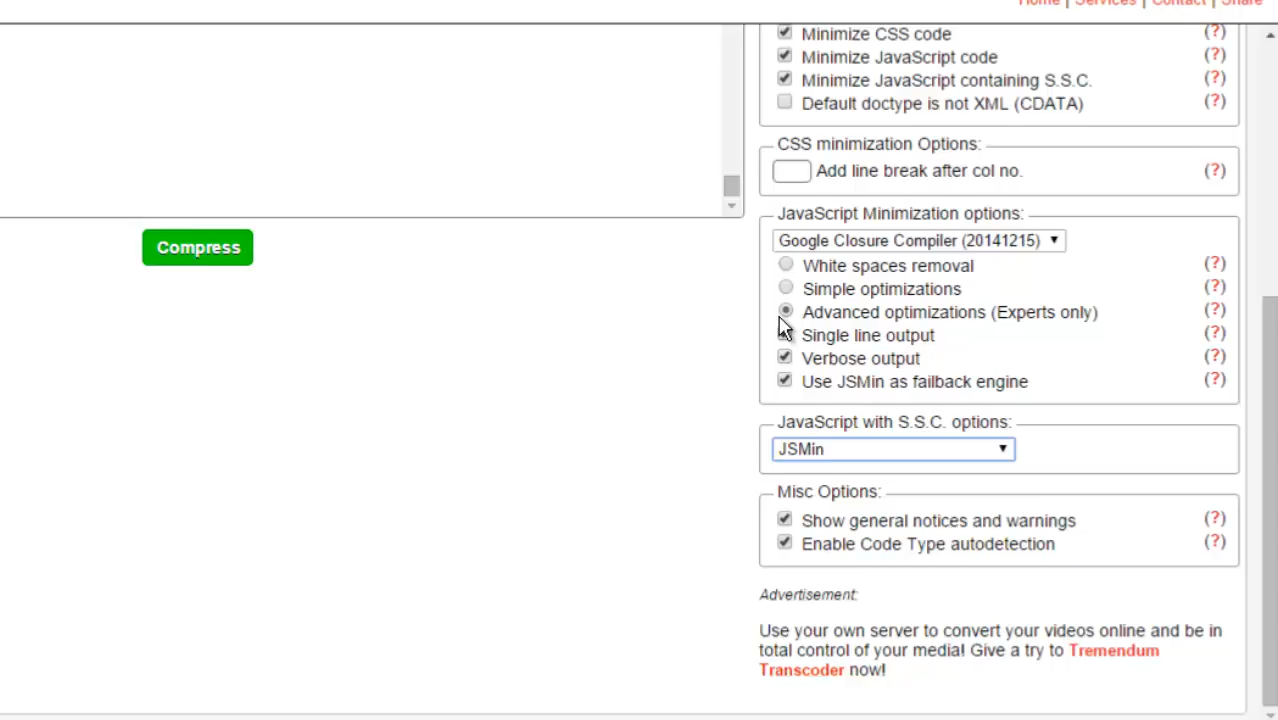 Home | Services | Contact | Share
Minimize CSS code (?)
Minimize JavaScript code (?)
Minimize JavaScript containing S.S.C. (?)
Default doctype is not XML (CDATA) (?)
CSS minimization Options:
Add line break after col no. (?)
JavaScript Minimization options:
Compress
Google Closure Compiler (20141215)
White spaces removal (?)
Simple optimizations (?)
Advanced optimizations (Experts only) (?)
Single line output (?)
Verbose output (?)
Use JSMin as failback engine (?)
JavaScript with S.S.C. options:
JSMin
Misc Options:
Show general notices and warnings (?)
Enable Code Type autodetection (?)
Advertisement:
Use your own server to convert your videos online and be in
total control of your media! Give a try to Tremendum
Transcoder now!